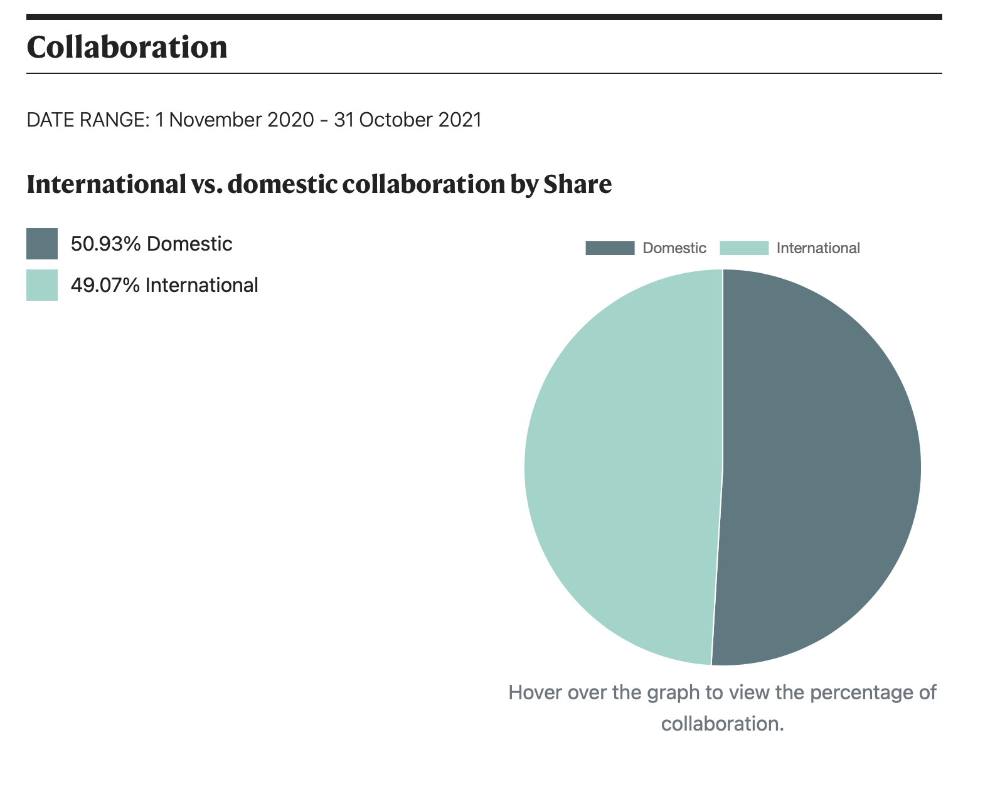 Collaboration
DATE RANGE: 1 November 2020 - 31 October 2021
International vs. domestic collaboration by Share
50.93% Domestic
49.07% International
Domestic International
Hover over the graph to view the percentage of
collaboration.